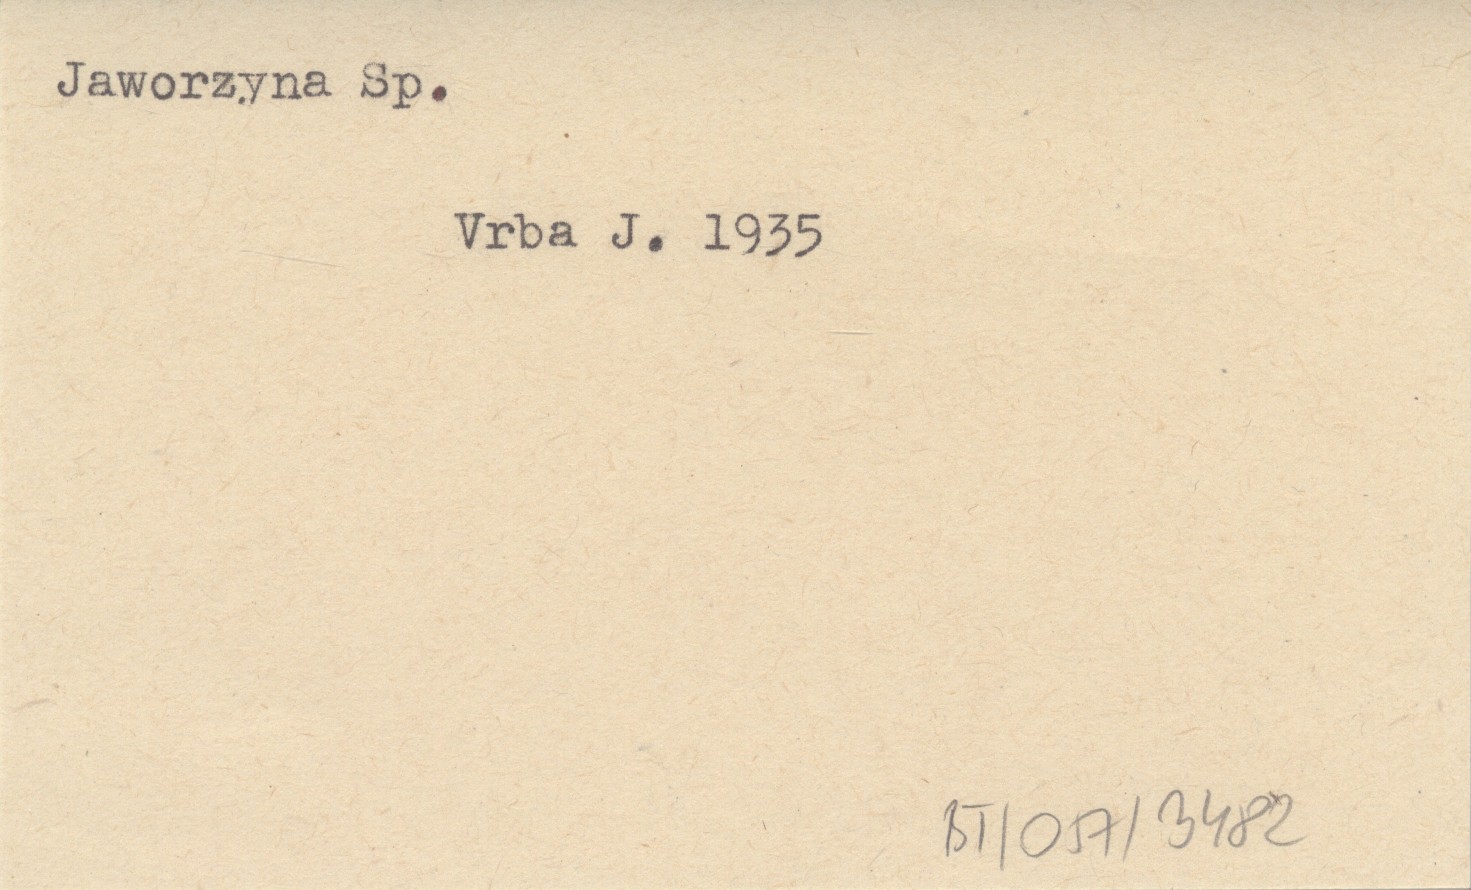 Jaworzyna Sp.
Vrba J. 1935
BT/057/3482